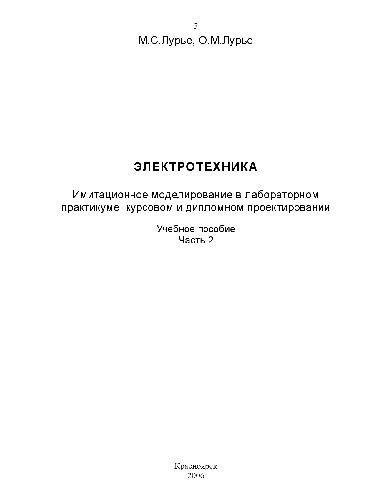 3
М.С.Лурье, О.М.Лурье
ЭЛЕКТРОТЕХНИКА
Имитационное моделирование в лабораторном
практикуме курсовом и дипломном проектировании
Учебное пособие
Часть 2
Красноярск
2006